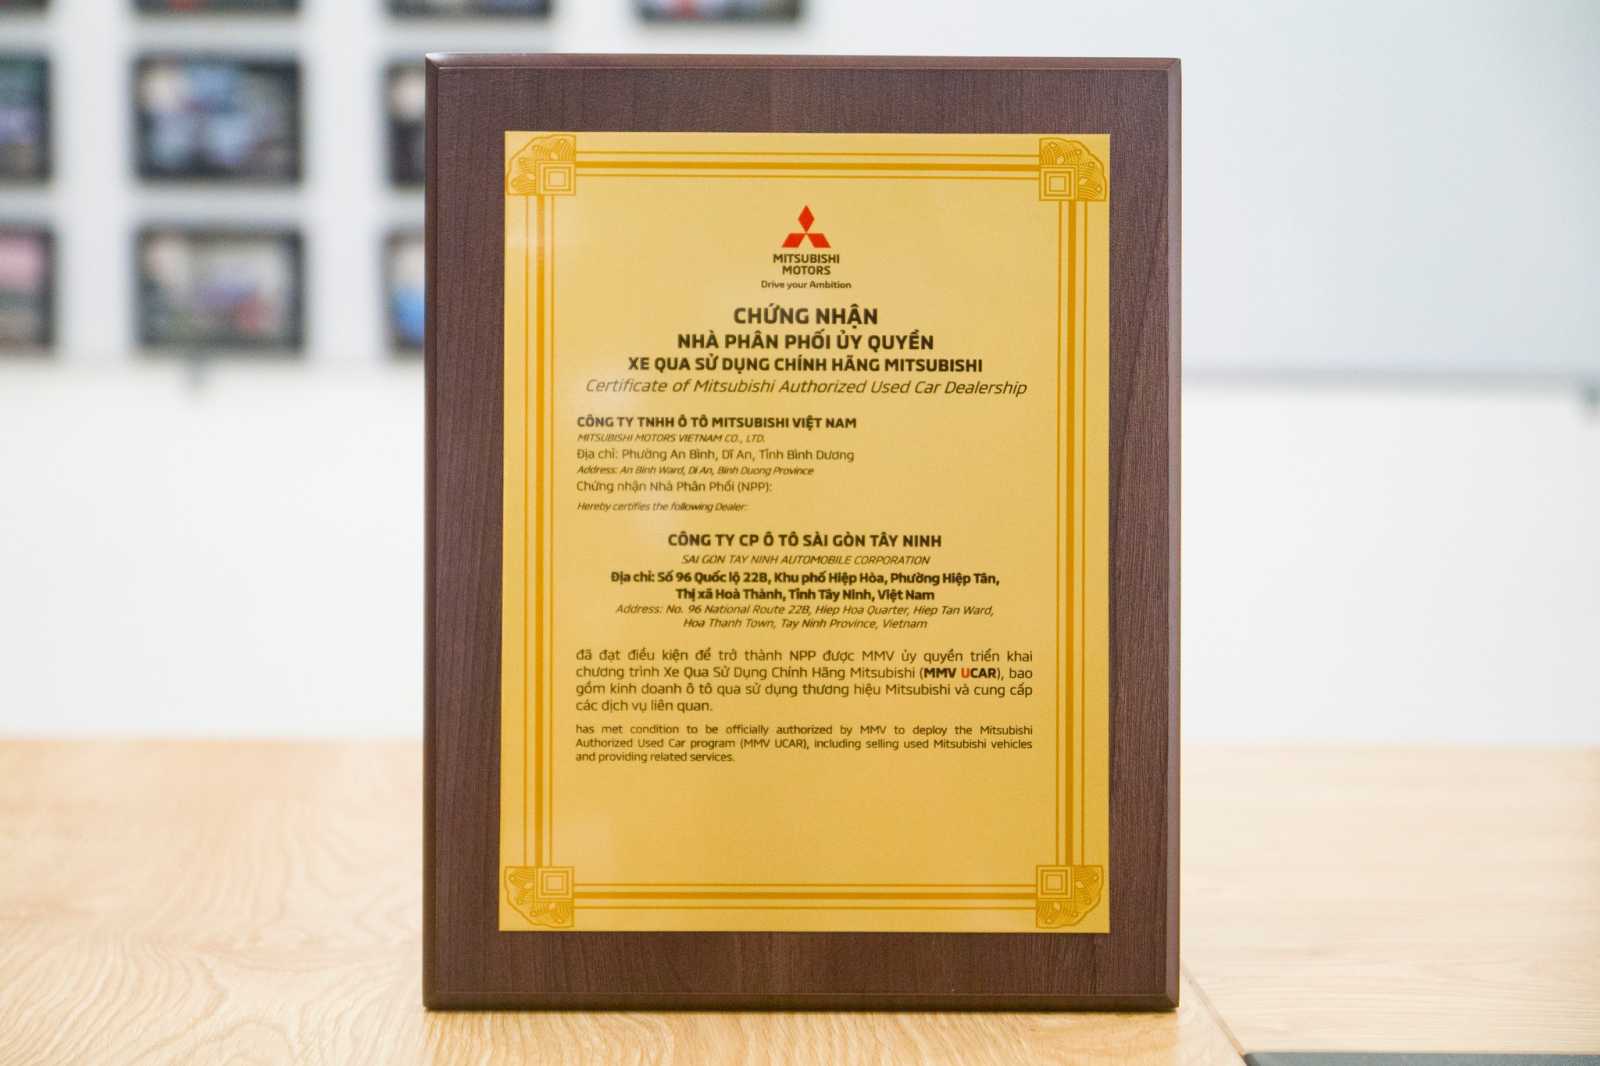 MITSUBISHI
MOTORS
Drive your Ambition
CHỨNG NHẬN
NHÀ PHÂN PHỐI ỦY QUYỀN
XE QUA SỬ DỤNG CHÍNH HÃNG MITSUBISHI
Certificate of Mitsubishi Authorized Used Car Dealership
CÔNG TY TNHH Ô TÔ MITSUBISHI VIỆT NAM
MITSUBISHI MOTORS VIETNAM CO., LTD.
Địa chỉ: Phường An Bình, Dĩ An, Tỉnh Bình Dương
Address: An Binh Ward, Di An, Binh Duong Province
Chứng nhận Nhà Phân Phối (NPP):
Hereby certifies the following Dealer:
CÔNG TY CP Ô TÔ SÀI GÒN TÂY NINH
SAI GON TAY NINH AUTOMOBILE CORPORATION
Địa chỉ: Số 96 Quốc lộ 22B, Khu phố Hiệp Hòa, Phường Hiệp Tân,
Thị xã Hoà Thành, Tỉnh Tây Ninh, Việt Nam
Address: No. 96 National Route 22B, Hiep Hoa Quarter, Hiep Tan Ward,
Hoa Thanh Town, Tay Ninh Province, Vietnam
đã đạt điều kiện để trở thành NPP được MMV ủy quyền triển khai
chương trình Xe Qua Sử Dụng Chính Hãng Mitsubishi (MMV UCAR), bao
gồm kinh doanh ô tô qua sử dụng thương hiệu Mitsubishi và cung cấp
các dịch vụ liên quan.
has met condition to be officially authorized by MMV to deploy the Mitsubishi
Authorized Used Car program (MMV UCAR), including selling used Mitsubishi vehicles
and providing related services.